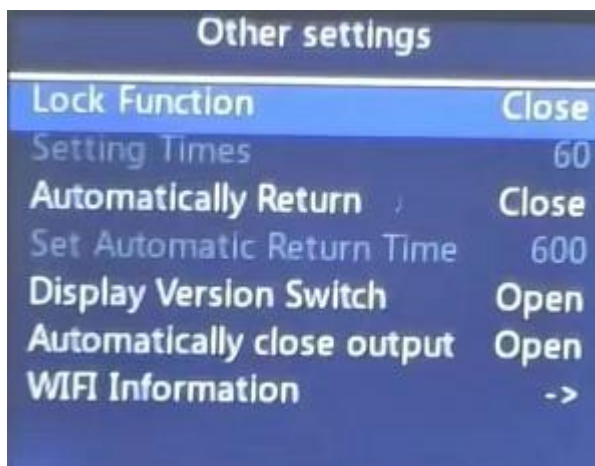 Other settings
Lock Function Close
Setting Times 60
Automatically Return Close
Set Automatic Return Time 600
Display Version Switch Open
Automatically close output Open
WIFI Information ->